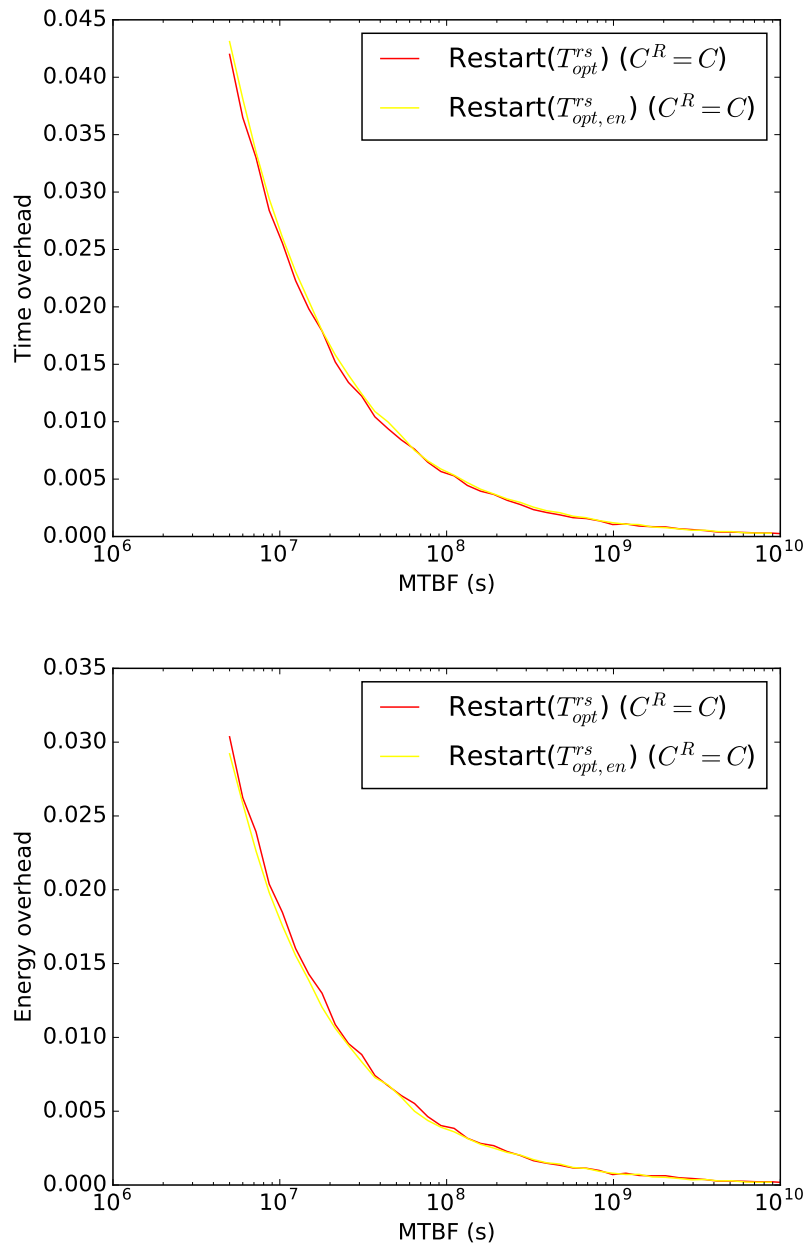 0.045
0.040
0.035
0.030
0.025
0.020
0.015
0.010
0.005
0.000
Time overhead
Restart($T_{opt}^{rs}$) ($C^R = C$)
Restart($T_{opt,en}^{rs}$) ($C^R = C$)
10^6 10^7 10^8 10^9 10^10
MTBF (s)
0.035
0.030
0.025
0.020
0.015
0.010
0.005
0.000
Energy overhead
Restart($T_{opt}^{rs}$) ($C^R = C$)
Restart($T_{opt,en}^{rs}$) ($C^R = C$)
10^6 10^7 10^8 10^9 10^10
MTBF (s)